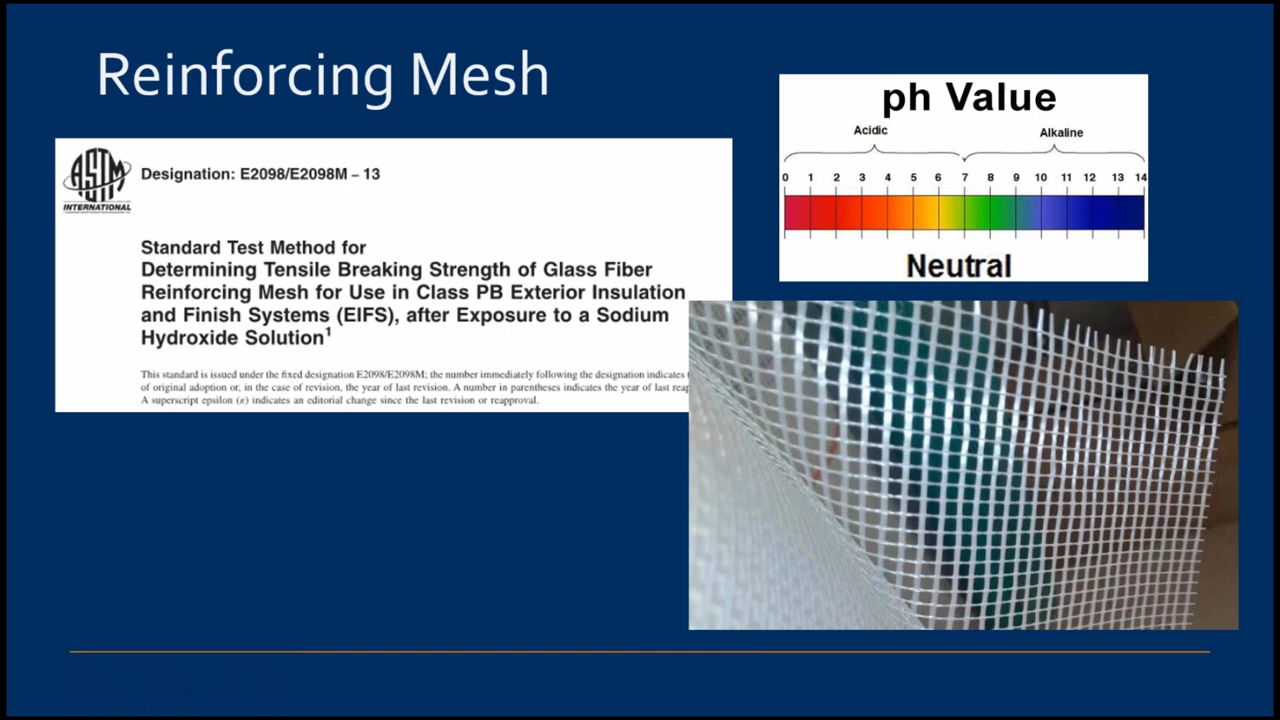 Reinforcing Mesh
ASTM
INTERNATIONAL
Designation: E2098/E2098M – 13
Standard Test Method for
Determining Tensile Breaking Strength of Glass Fiber
Reinforcing Mesh for Use in Class PB Exterior Insulation
and Finish Systems (EIFS), after Exposure to a Sodium
Hydroxide Solution1
This standard is issued under the fixed designation E2098/E2098M; the number immediately following the designation indicates
of original adoption or, in the case of revision, the year of last revision. A number in parentheses indicates the year of last
A superscript epsilon (ε) indicates an editorial change since the last revision or reapproval.
ph Value
Acidic Alkaline
0 1 2 3 4 5 6 7 8 9 10 11 12 13 14
Neutral